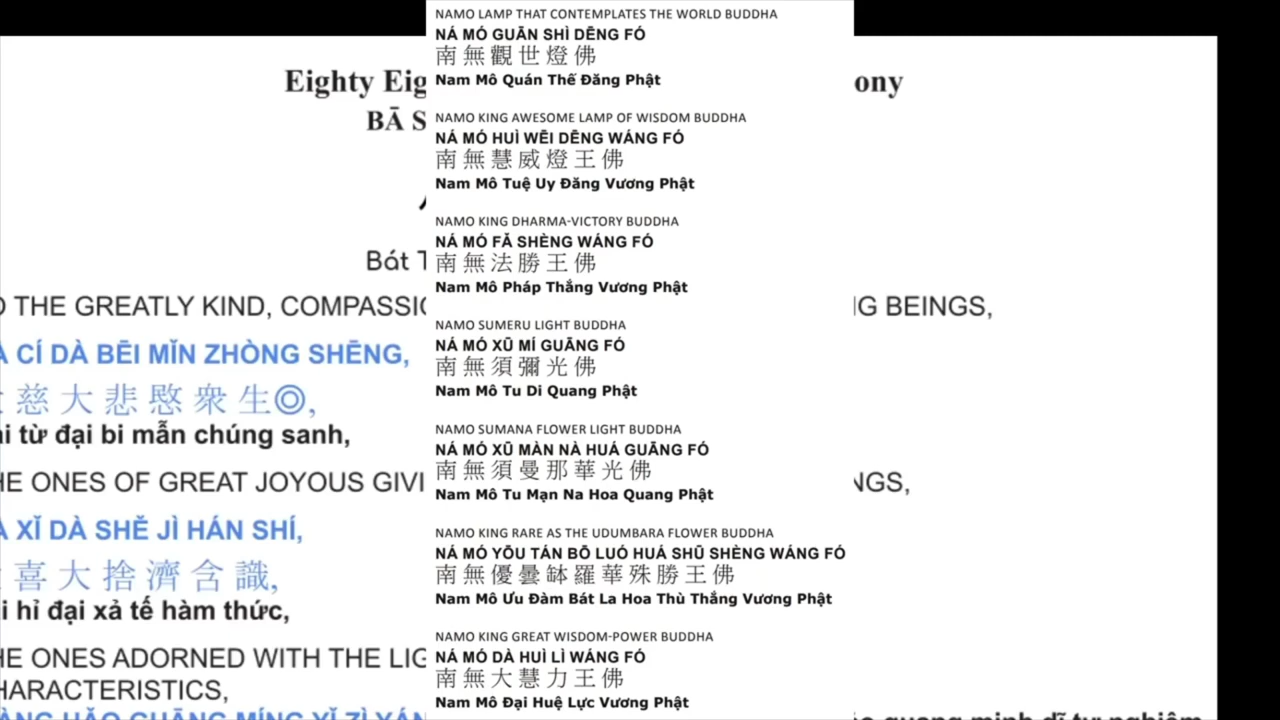 NAMO LAMP THAT CONTEMPLATES THE WORLD BUDDHA
NÁ MÓ GUĀN SHÌ DĒNG FÓ
南無觀世燈佛
Nam Mô Quán Thế Đăng Phật
NAMO KING AWESOME LAMP OF WISDOM BUDDHA
NÁ MÓ HUÌ WĒI DĒNG WÁNG FÓ
南無慧威燈王佛
Nam Mô Tuệ Uy Đăng Vương Phật
NAMO KING DHARMA-VICTORY BUDDHA
NÁ MÓ FǍ SHÈNG WÁNG FÓ
南無法勝王佛
Nam Mô Pháp Thắng Vương Phật
NAMO SUMERU LIGHT BUDDHA
NÁ MÓ XŪ MÍ GUĀNG FÓ
南無須彌光佛
Nam Mô Tu Di Quang Phật
NAMO SUMANA FLOWER LIGHT BUDDHA
NÁ MÓ XŪ MÀN NÀ HUÁ GUĀNG FÓ
南無須曼那華光佛
Nam Mô Tu Mạn Na Hoa Quang Phật
NAMO KING RARE AS THE UDUMBARA FLOWER BUDDHA
NÁ MÓ YŌU TÁN BŌ LUÓ HUÁ SHŪ SHÈNG WÁNG FÓ
南無優曇鉢羅華殊勝王佛
Nam Mô Ưu Đàm Bát La Hoa Thù Thắng Vương Phật
NAMO KING GREAT WISDOM-POWER BUDDHA
NÁ MÓ DÀ HUÌ LÌ WÁNG FÓ
南無大慧力王佛
Nam Mô Đại Huệ Lực Vương Phật
Eighty Eig ony
BĀ S
Bát T
THE GREATLY KIND, COMPASSIO G BEINGS,
CÍ DÀ BĒI MǏN ZHÒNG SHĒNG,
慈大悲愍衆生◎,
từ đại bi mẫn chúng sanh,
HE ONES OF GREAT JOYOUS GIVI NGS,
XǏ DÀ SHĚ JÌ HÁN SHÍ,
喜大捨濟含識,
hỉ đại xả tế hàm thức,
HE ONES ADORNED WITH THE LIG
HARACTERISTICS,